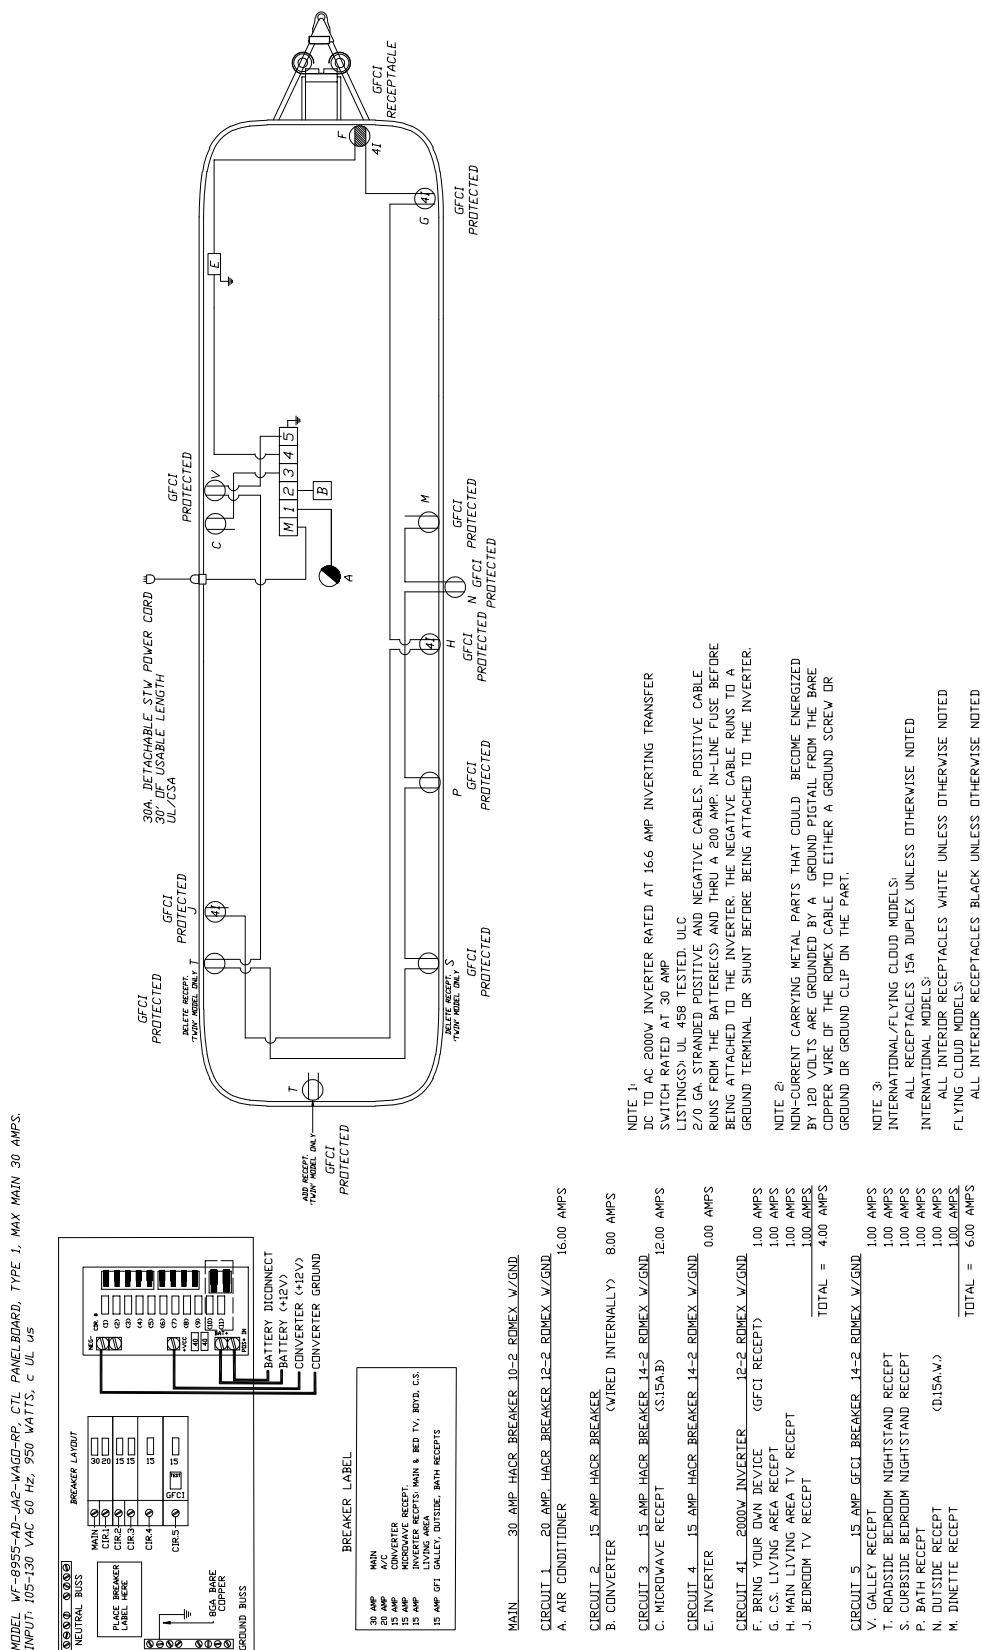 MODEL WF-8955-AD-JA2-WAGO-RP, CTL PANELBOARD, TYPE 1, MAX MAIN 30 AMPS.
INPUT: 105-130 VAC 60 Hz, 950 WATTS, c UL us
NEUTRAL BUSS
PLACE BREAKER
LABEL HERE
8GA BARE
COPPER
GROUND BUSS
BREAKER LAYOUT
MAIN
CIR.1
CIR.2
CIR.3
CIR.4
CIR.5
30
20
15
15
15
15
TEST
GFCI
NEG-
CIR #
(1)
(2)
(3)
(4)
(5)
(6)
(7)
(8)
(9)
(10)
(11)
+VCC
40
40
BAT+
POS+ IN
BATTERY DICONNECT
BATTERY (+12V)
CONVERTER (+12V)
CONVERTER GROUND
BREAKER LABEL
30 AMP MAIN
20 AMP A/C
15 AMP CONVERTER
15 AMP MICROWAVE RECEPT.
15 AMP INVERTER RECPTS: MAIN & BED TV, BOYD, C.S.
LIVING AREA
15 AMP GFI GALLEY, OUTSIDE, BATH RECEPTS
30A. DETACHABLE STW POWER CORD
30' OF USABLE LENGTH
UL/CSA
GFCI
PROTECTED
DELETE RECEPT.
'TWIN' MODEL ONLY
T
GFCI
PROTECTED
J
4I
GFCI
PROTECTED
C
V
M 1 2 3 4 5
B
A
E
F
4I
GFCI
RECEPTACLE
G
4I
GFCI
PROTECTED
T
ADD RECEPT.
'TWIN' MODEL ONLY
GFCI
PROTECTED
DELETE RECEPT.
'TWIN' MODEL ONLY
S
GFCI
PROTECTED
P
GFCI
PROTECTED
4I
H
GFCI
PROTECTED
N
GFCI
PROTECTED
M
GFCI
PROTECTED
MAIN 30 AMP HACR BREAKER 10-2 ROMEX W/GND
CIRCUIT 1 20 AMP. HACR BREAKER 12-2 ROMEX W/GND
A. AIR CONDITIONER 16.00 AMPS
CIRCUIT 2 15 AMP HACR BREAKER
B. CONVERTER (WIRED INTERNALLY) 8.00 AMPS
CIRCUIT 3 15 AMP HACR BREAKER 14-2 ROMEX W/GND
C. MICROWAVE RECEPT (S.15A.B) 12.00 AMPS
CIRCUIT 4 15 AMP HACR BREAKER 14-2 ROMEX W/GND
E. INVERTER 0.00 AMPS
CIRCUIT 4I 2000W INVERTER 12-2 ROMEX W/GND
F. BRING YOUR OWN DEVICE (GFCI RECEPT) 1.00 AMPS
G. C.S. LIVING AREA RECEPT 1.00 AMPS
H. MAIN LIVING AREA TV RECEPT 1.00 AMPS
J. BEDROOM TV RECEPT 1.00 AMPS
TOTAL = 4.00 AMPS
CIRCUIT 5 15 AMP GFCI BREAKER 14-2 ROMEX W/GND
V. GALLEY RECEPT 1.00 AMPS
T. ROADSIDE BEDROOM NIGHTSTAND RECEPT 1.00 AMPS
S. CURBSIDE BEDROOM NIGHTSTAND RECEPT 1.00 AMPS
P. BATH RECEPT 1.00 AMPS
N. OUTSIDE RECEPT (D.15A.W.) 1.00 AMPS
M. DINETTE RECEPT 1.00 AMPS
TOTAL = 6.00 AMPS
NOTE 1:
DC TO AC 2000W INVERTER RATED AT 16.6 AMP INVERTING TRANSFER
SWITCH RATED AT 30 AMP
LISTING(S): UL 458 TESTED, ULC
2/0 GA. STRANDED POSITIVE AND NEGATIVE CABLES. POSITIVE CABLE
RUNS FROM THE BATTERIE(S) AND THRU A 200 AMP. IN-LINE FUSE BEFORE
BEING ATTACHED TO THE INVERTER. THE NEGATIVE CABLE RUNS TO A
GROUND TERMINAL OR SHUNT BEFORE BEING ATTACHED TO THE INVERTER.
NOTE 2:
NON-CURRENT CARRYING METAL PARTS THAT COULD BECOME ENERGIZED
BY 120 VOLTS ARE GROUNDED BY A GROUND PIGTAIL FROM THE BARE
COPPER WIRE OF THE ROMEX CABLE TO EITHER A GROUND SCREW OR
GROUND OR GROUND CLIP ON THE PART.
NOTE 3:
INTERNATIONAL/FLYING CLOUD MODELS:
ALL RECEPTACLES 15A DUPLEX UNLESS OTHERWISE NOTED
INTERNATIONAL MODELS:
ALL INTERIOR RECEPTACLES WHITE UNLESS OTHERWISE NOTED
FLYING CLOUD MODELS:
ALL INTERIOR RECEPTACLES BLACK UNLESS OTHERWISE NOTED